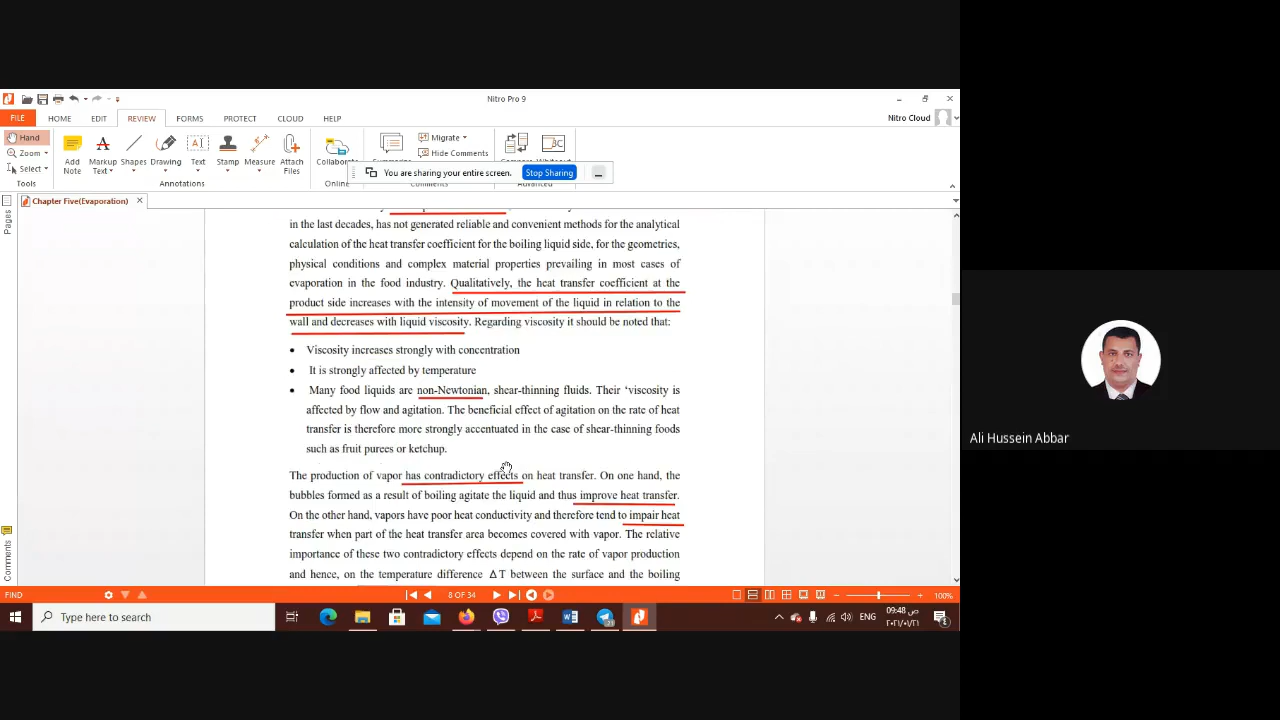 Nitro Pro 9
FILE HOME EDIT REVIEW FORMS PROTECT CLOUD HELP
Nitro Cloud
Hand
Zoom
Select
Tools
Add Note
Markup Text
Shapes
Drawing
Text
Stamp
Measure
Attach Files
Annotations
Collaborate
Online
Migrate
Hide Comments
You are sharing your entire screen.
Stop Sharing
Chapter Five(Evaporation)
Pages
Comments
in the last decades, has not generated reliable and convenient methods for the analytical
calculation of the heat transfer coefficient for the boiling liquid side, for the geometries,
physical conditions and complex material properties prevailing in most cases of
evaporation in the food industry. Qualitatively, the heat transfer coefficient at the
product side increases with the intensity of movement of the liquid in relation to the
wall and decreases with liquid viscosity. Regarding viscosity it should be noted that:
• Viscosity increases strongly with concentration
• It is strongly affected by temperature
• Many food liquids are non-Newtonian, shear-thinning fluids. Their ‘viscosity is
affected by flow and agitation. The beneficial effect of agitation on the rate of heat
transfer is therefore more strongly accentuated in the case of shear-thinning foods
such as fruit purees or ketchup.
The production of vapor has contradictory effects on heat transfer. On one hand, the
bubbles formed as a result of boiling agitate the liquid and thus improve heat transfer.
On the other hand, vapors have poor heat conductivity and therefore tend to impair heat
transfer when part of the heat transfer area becomes covered with vapor. The relative
importance of these two contradictory effects depend on the rate of vapor production
and hence, on the temperature difference ΔT between the surface and the boiling
Ali Hussein Abbar
FIND
8 OF 34
100%
Type here to search
ENG
09:48 ص